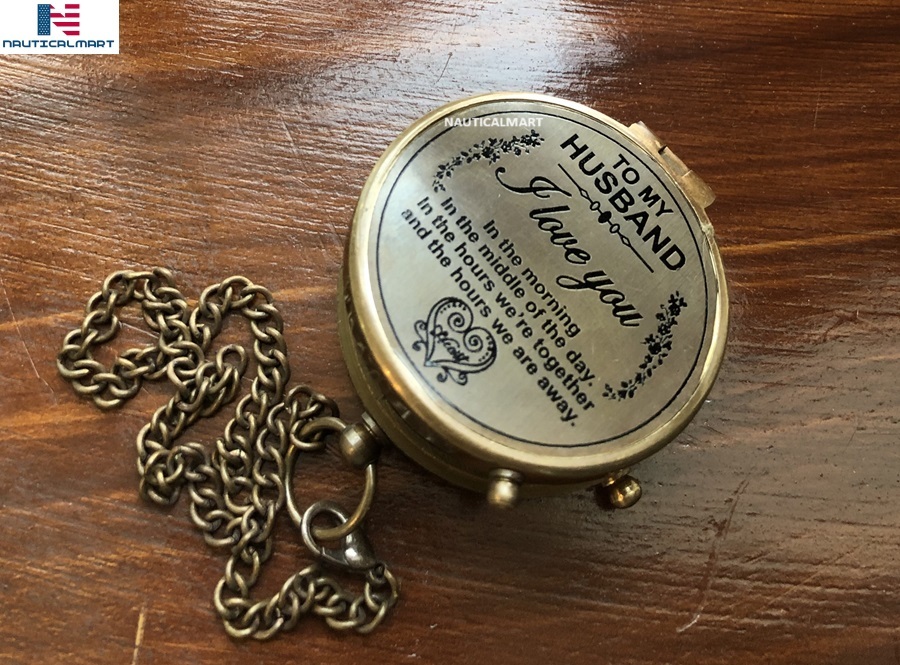 NAUTICALMART
NAUTICALMART
TO MY
HUSBAND
I love you
In the morning
In the middle of the day.
In the hours we're together
and the hours we are away.